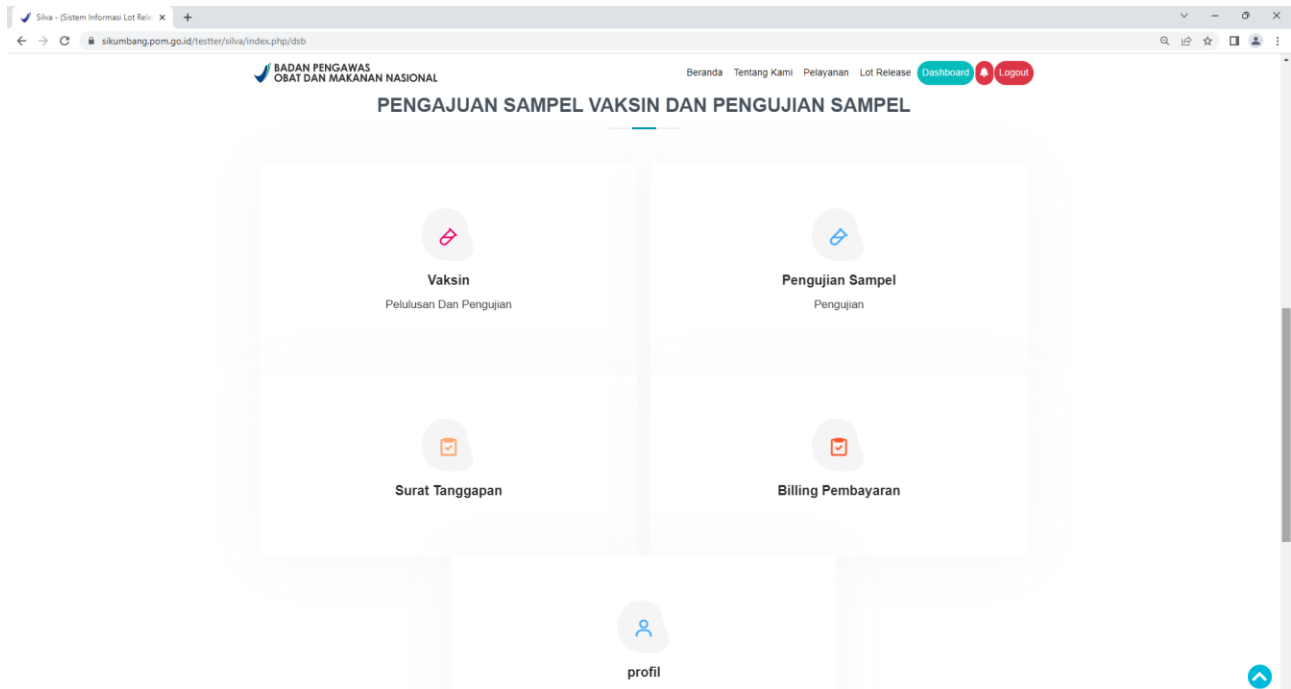 Silva - (Sistem Informasi Lot Rele
sikumbang.pom.go.id/testter/silva/index.php/dsb
BADAN PENGAWAS
OBAT DAN MAKANAN NASIONAL
Beranda Tentang Kami Pelayanan Lot Release Dashboard Logout
PENGAJUAN SAMPEL VAKSIN DAN PENGUJIAN SAMPEL
Vaksin
Pelulusan Dan Pengujian
Pengujian Sampel
Pengujian
Surat Tanggapan
Billing Pembayaran
profil